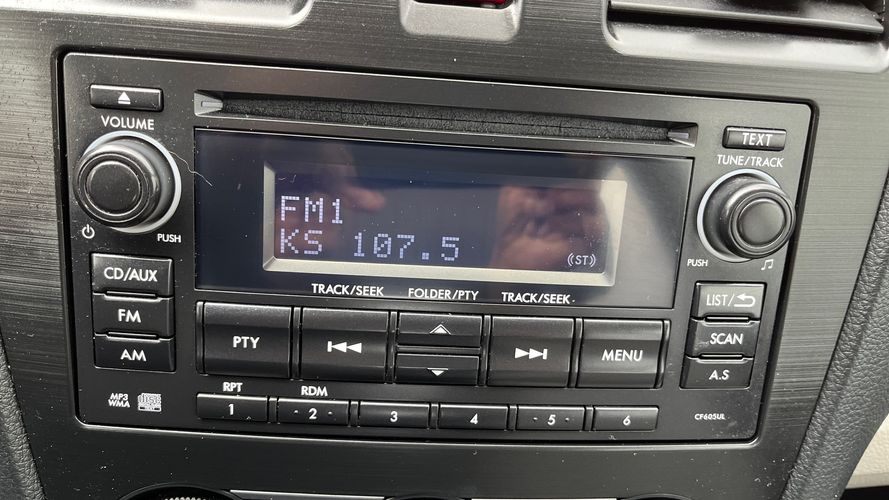 VOLUME
PUSH
TEXT
TUNE/TRACK
FM1
KS 107.5
(ST)
PUSH
TRACK/SEEK
FOLDER/PTY
TRACK/SEEK
CD/AUX
FM
AM
PTY
MENU
LIST/
SCAN
A.S
RPT
RDM
1
2
3
4
5
6
MP3
WMA
CF605UL